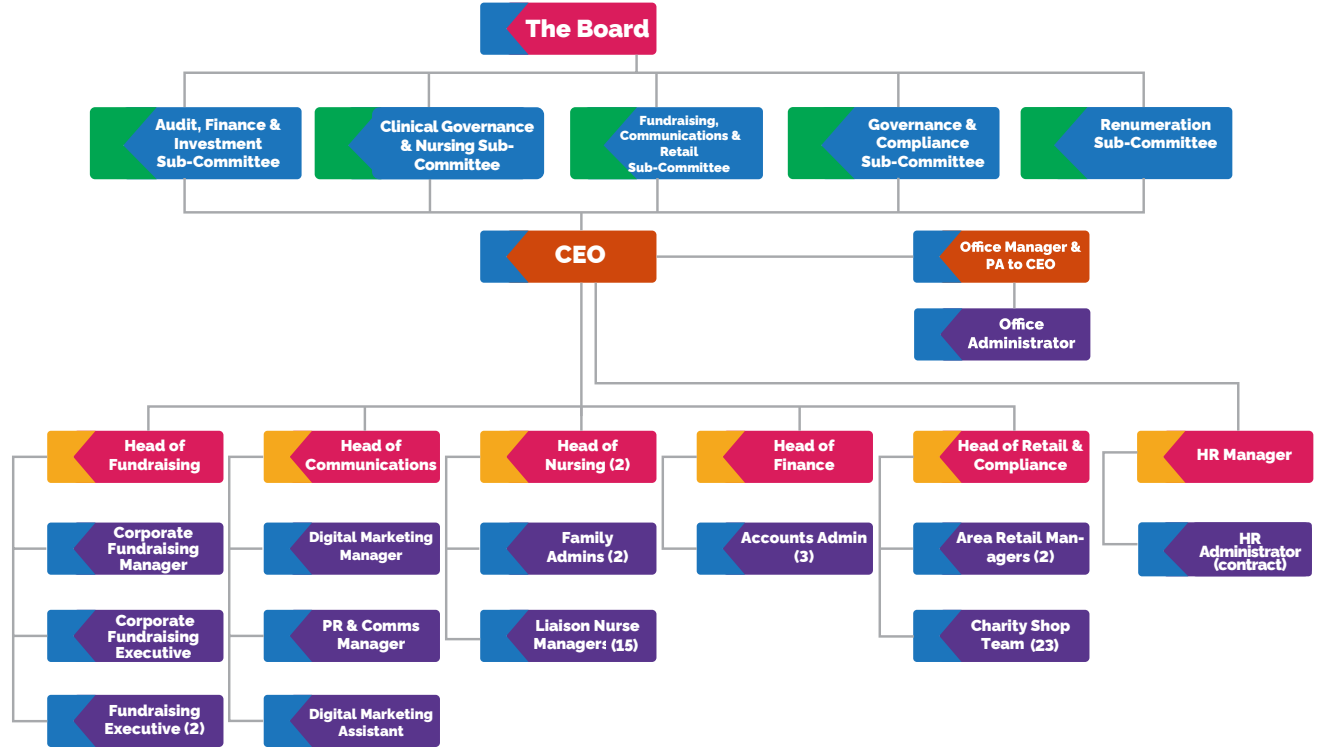 The Board
Audit, Finance &
Investment
Sub-Committee
Clinical Governance
& Nursing Sub-
Committee
Fundraising,
Communications &
Retail
Sub-Committee
Governance &
Compliance
Sub-Committee
Renumeration
Sub-Committee
CEO
Office Manager &
PA to CEO
Office
Administrator
Head of
Fundraising
Head of
Communications
Head of
Nursing (2)
Head of
Finance
Head of Retail &
Compliance
HR Manager
Corporate
Fundraising
Manager
Digital Marketing
Manager
Family
Admins (2)
Accounts Admin
(3)
Area Retail Man-
agers (2)
HR
Administrator
(contract)
Corporate
Fundraising
Executive
PR & Comms
Manager
Liaison Nurse
Managers (15)
Charity Shop
Team (23)
Fundraising
Executive (2)
Digital Marketing
Assistant